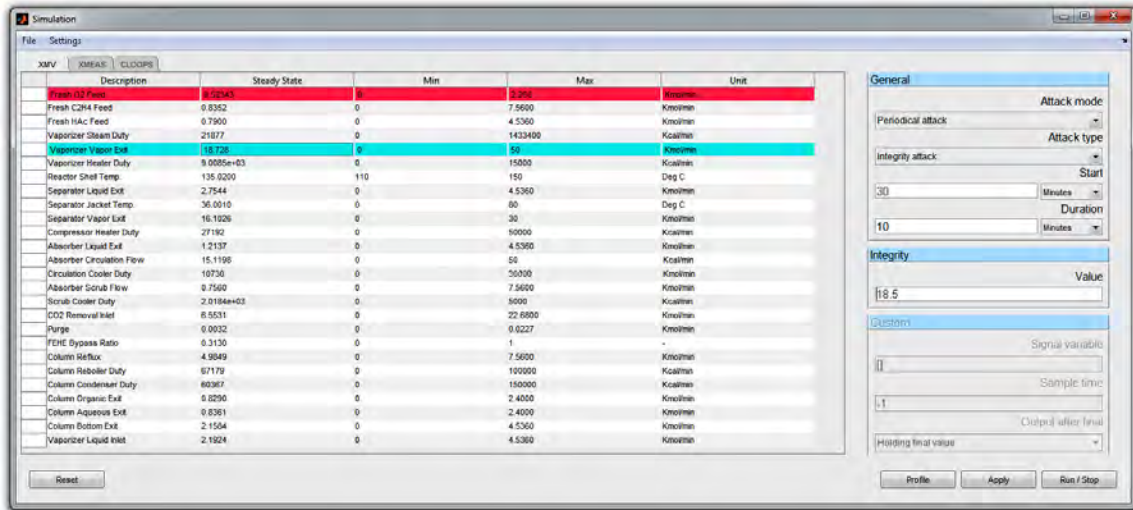 Simulation
File Settings
XMV XMEAS CLOOPS
Description Steady State Min Max Unit
Fresh O2 Feed 0.52343 0 2.268 Kmol/min
Fresh C2H4 Feed 0.8352 0 7.5600 Kmol/min
Fresh HAc Feed 0.7900 0 4.5360 Kmol/min
Vaporizer Steam Duty 21877 0 1433400 Kcal/min
Vaporizer Vapor Exit 18.728 0 50 Kmol/min
Vaporizer Heater Duty 9.0085e+03 0 15000 Kcal/min
Reactor Shell Temp. 135.0200 110 150 Deg C
Separator Liquid Exit 2.7544 0 4.5360 Kmol/min
Separator Jacket Temp. 36.0010 0 80 Deg C
Separator Vapor Exit 16.1026 0 30 Kmol/min
Compressor Heater Duty 27192 0 50000 Kcal/min
Absorber Liquid Exit 1.2137 0 4.5360 Kmol/min
Absorber Circulation Flow 15.1198 0 50 Kcal/min
Circulation Cooler Duty 10730 0 30000 Kcal/min
Absorber Scrub Flow 0.7560 0 7.5600 Kmol/min
Scrub Cooler Duty 2.0184e+03 0 5000 Kcal/min
CO2 Removal Inlet 6.5531 0 22.6800 Kmol/min
Purge 0.0032 0 0.0227 Kmol/min
FEHE Bypass Ratio 0.3130 0 1 -
Column Reflux 4.9849 0 7.5600 Kmol/min
Column Reboiler Duty 67179 0 100000 Kcal/min
Column Condenser Duty 60367 0 150000 Kcal/min
Column Organic Exit 0.8290 0 2.4000 Kmol/min
Column Aqueous Exit 0.8361 0 2.4000 Kmol/min
Column Bottom Exit 2.1584 0 4.5360 Kmol/min
Vaporizer Liquid Inlet 2.1924 0 4.5360 Kmol/min
General
Attack mode
Periodical attack
Attack type
Integrity attack
Start
30 Minutes
Duration
10 Minutes
Integrity
Value
18.5
Custom
Signal variable
[]
Sample time
-1
Output after final
Holding final value
Reset Profile Apply Run / Stop